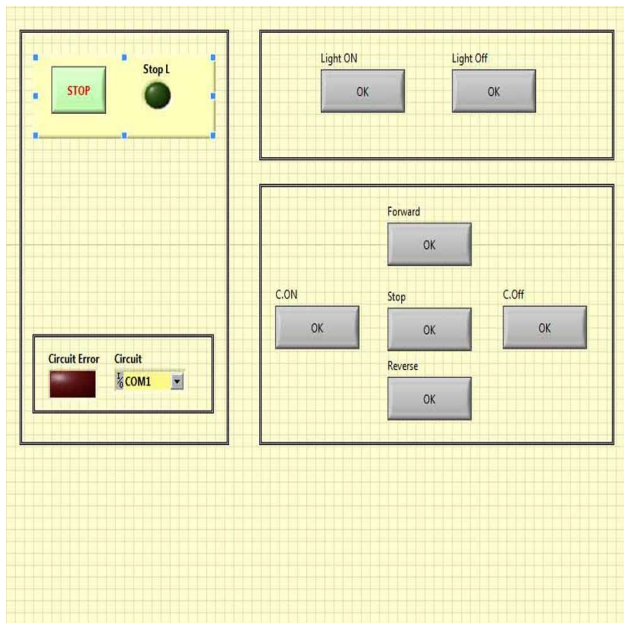 Stop L
STOP
Circuit Error Circuit
I/O COM1
Light ON Light Off
OK OK
Forward
OK
C.ON Stop C.Off
OK OK OK
Reverse
OK